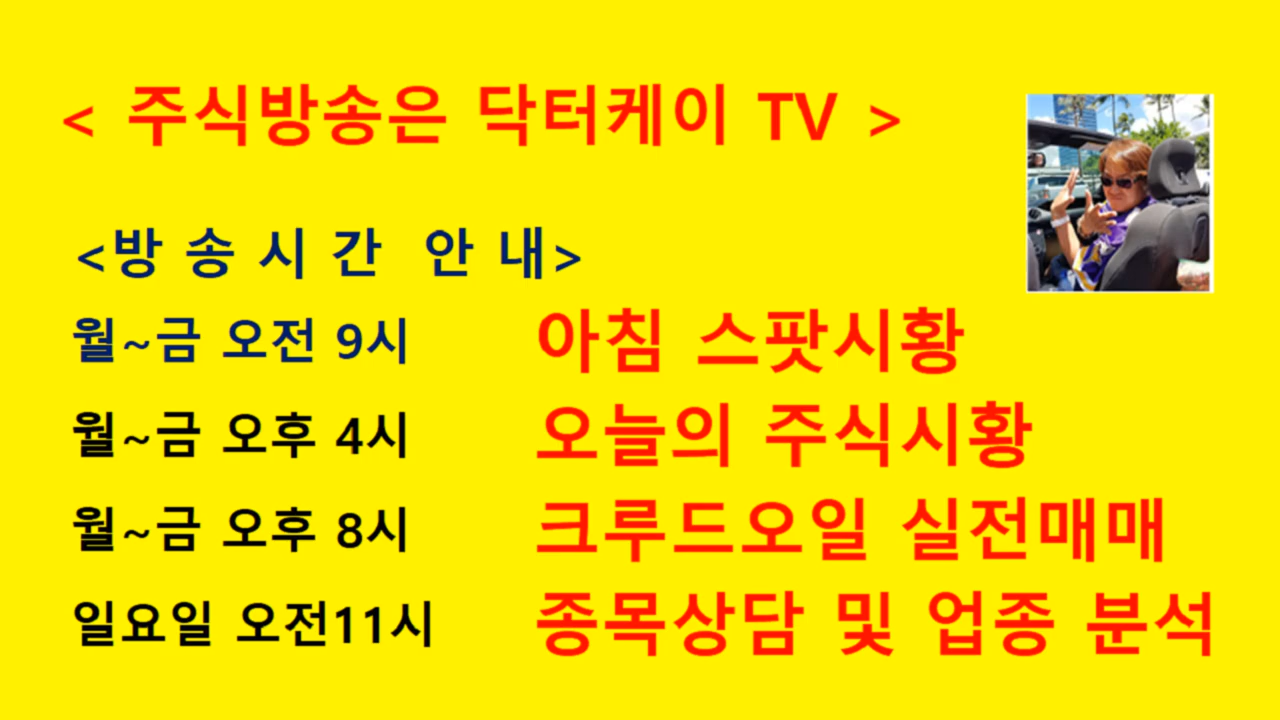 < 주식방송은 닥터케이 TV >
<방 송 시 간 안 내>
월~금 오전 9시 아침 스팟시황
월~금 오후 4시 오늘의 주식시황
월~금 오후 8시 크루드오일 실전매매
일요일 오전11시 종목상담 및 업종 분석